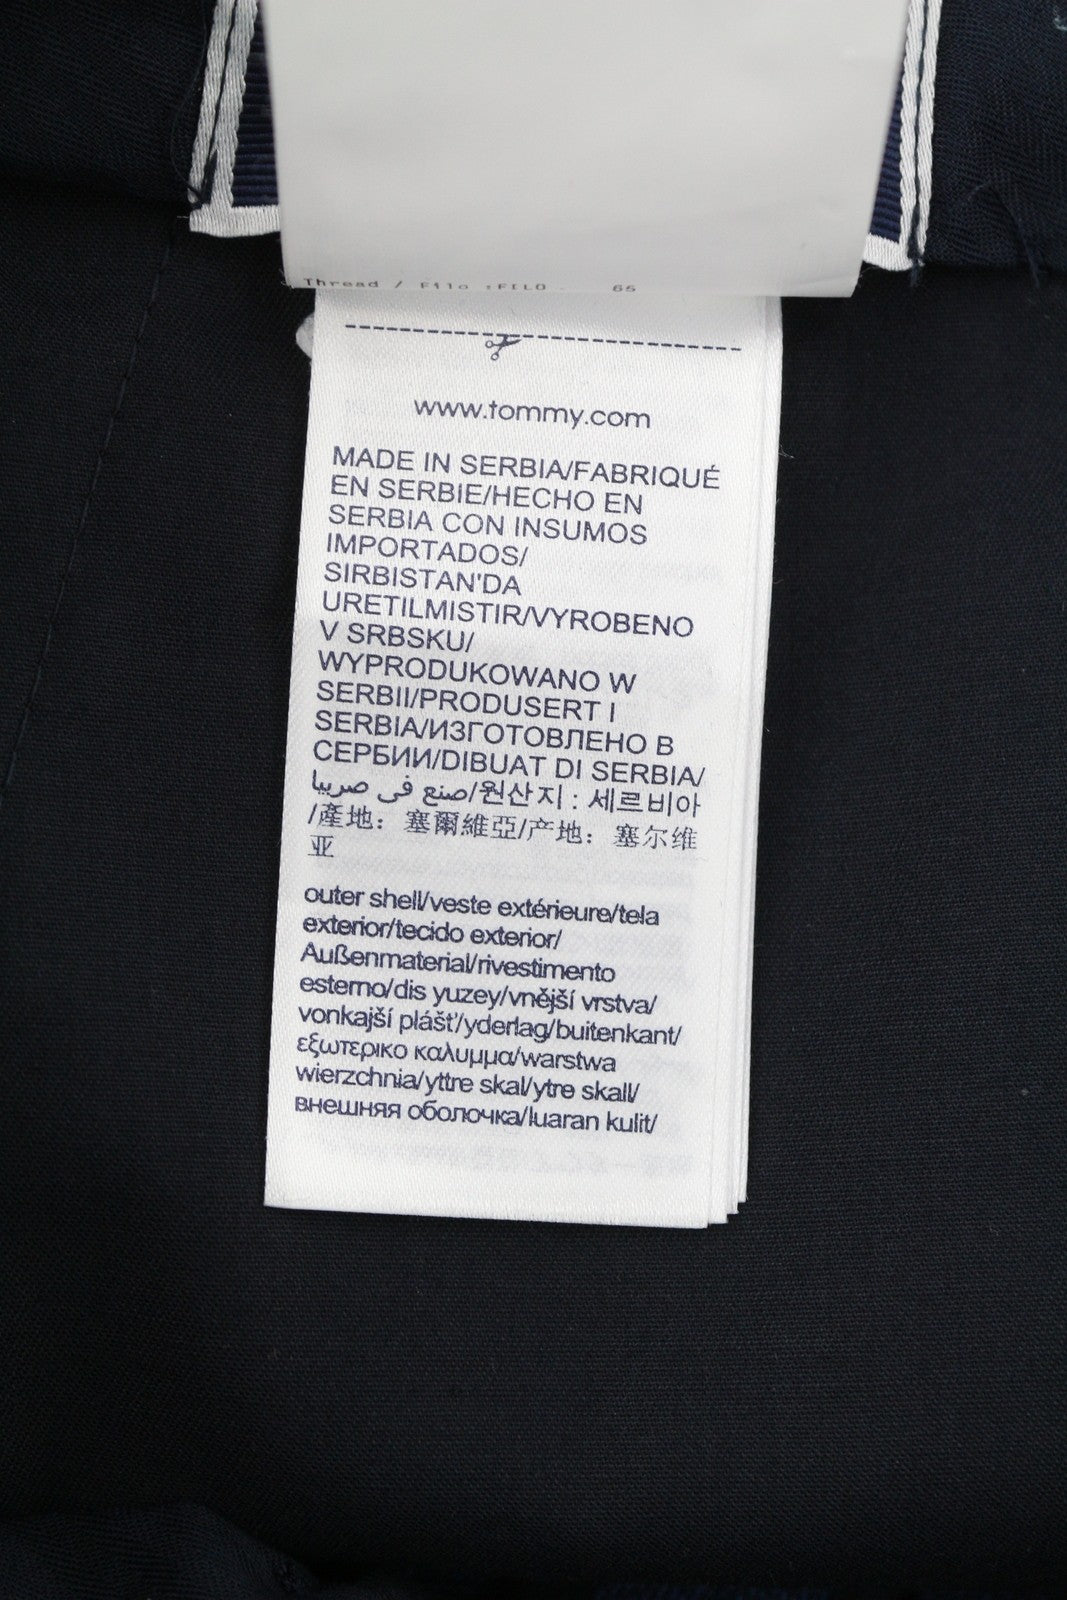 Thread / Filo :FILO 65
www.tommy.com
MADE IN SERBIA/FABRIQUÉ
EN SERBIE/HECHO EN
SERBIA CON INSUMOS
IMPORTADOS/
SIRBISTAN'DA
URETILMISTIR/VYROBENO
V SRBSKU/
WYPRODUKOWANO W
SERBII/PRODUSERT I
SERBIA/ИЗГОТОВЛЕНО В
СЕРБИИ/DIBUAT DI SERBIA/
صنع في صربيا/원산지 : 세르비아
/產地：塞爾維亞/产地：塞尔维
亚
outer shell/veste extérieure/tela
exterior/tecido exterior/
Außenmaterial/rivestimento
esterno/dis yuzey/vnější vrstva/
vonkajší plášť/yderlag/buitenkant/
εξωτερικο καλυμμα/warstwa
wierzchnia/yttre skal/ytre skall/
внешняя оболочка/luaran kulit/